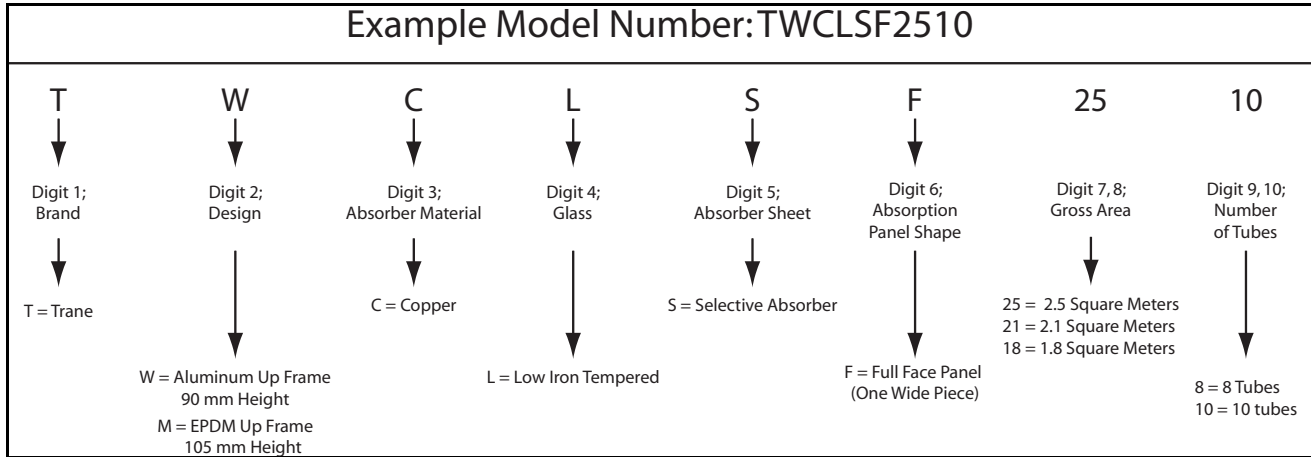 Example Model Number: TWCLSF2510
T W C L S F 25 10
Digit 1;
Brand
T = Trane
Digit 2;
Design
W = Aluminum Up Frame
90 mm Height
M = EPDM Up Frame
105 mm Height
Digit 3;
Absorber Material
C = Copper
Digit 4;
Glass
L = Low Iron Tempered
Digit 5;
Absorber Sheet
S = Selective Absorber
Digit 6;
Absorption
Panel Shape
F = Full Face Panel
(One Wide Piece)
Digit 7, 8;
Gross Area
25 = 2.5 Square Meters
21 = 2.1 Square Meters
18 = 1.8 Square Meters
Digit 9, 10;
Number
of Tubes
8 = 8 Tubes
10 = 10 tubes